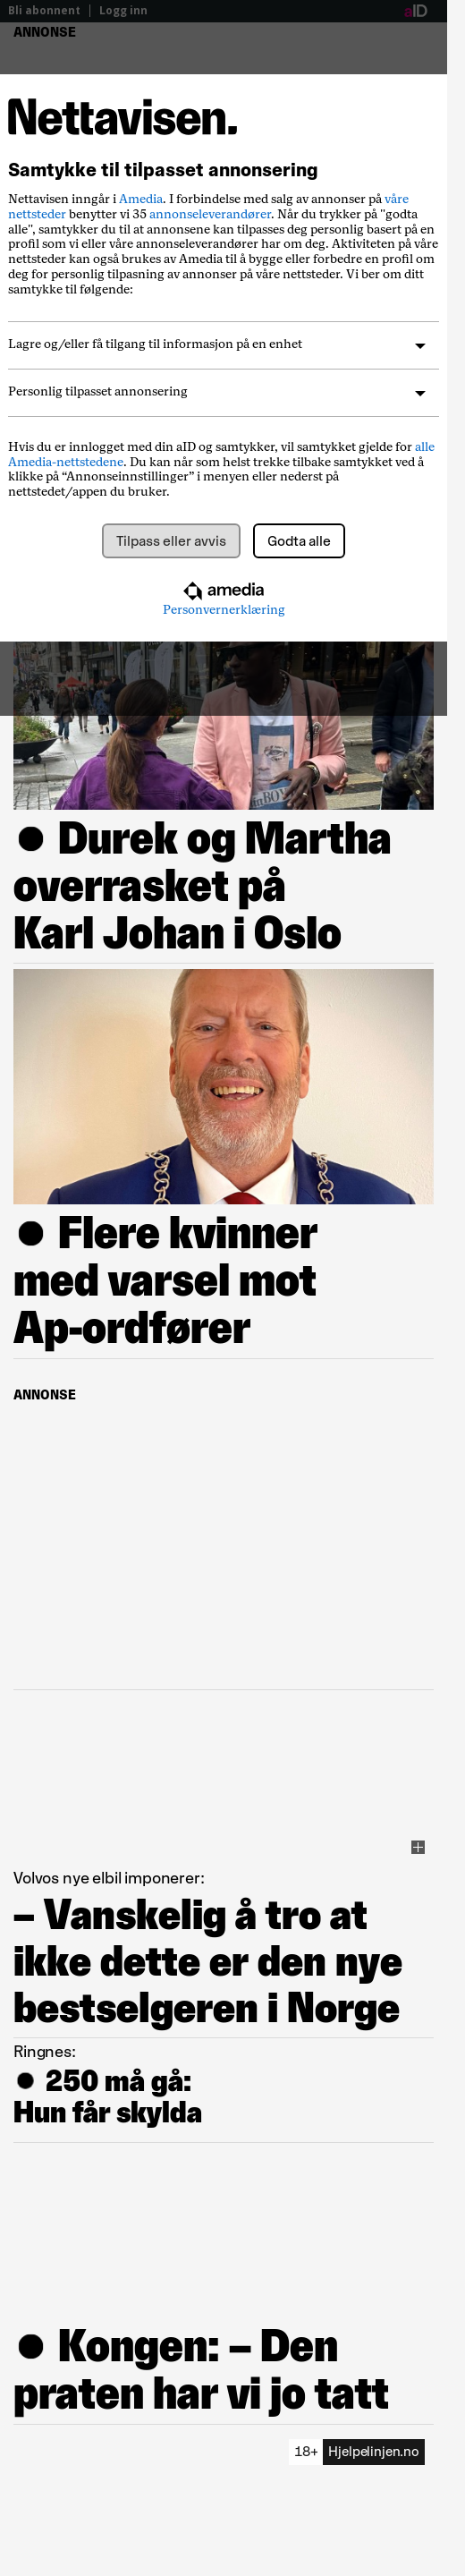 Bli abonnent | Logg inn
aID
ANNONSE
Nettavisen.
Samtykke til tilpasset annonsering
Nettavisen inngår i Amedia. I forbindelse med salg av annonser på våre
nettsteder benytter vi 35 annonseleverandører. Når du trykker på "godta
alle", samtykker du til at annonsene kan tilpasses deg personlig basert på en
profil som vi eller våre annonseleverandører har om deg. Aktiviteten på våre
nettsteder kan også brukes av Amedia til å bygge eller forbedre en profil om
deg for personlig tilpasning av annonser på våre nettsteder. Vi ber om ditt
samtykke til følgende:
Lagre og/eller få tilgang til informasjon på en enhet
Personlig tilpasset annonsering
Hvis du er innlogget med din aID og samtykker, vil samtykket gjelde for alle
Amedia-nettstedene. Du kan når som helst trekke tilbake samtykket ved å
klikke på “Annonseinnstillinger” i menyen eller nederst på
nettstedet/appen du bruker.
Tilpass eller avvis
Godta alle
amedia
Personvernerklæring
● Durek og Martha
overrasket på
Karl Johan i Oslo
● Flere kvinner
med varsel mot
Ap-ordfører
ANNONSE
Volvos nye elbil imponerer:
– Vanskelig å tro at
ikke dette er den nye
bestselgeren i Norge
Ringnes:
● 250 må gå:
Hun får skylda
● Kongen: – Den
praten har vi jo tatt
18+ Hjelpelinjen.no